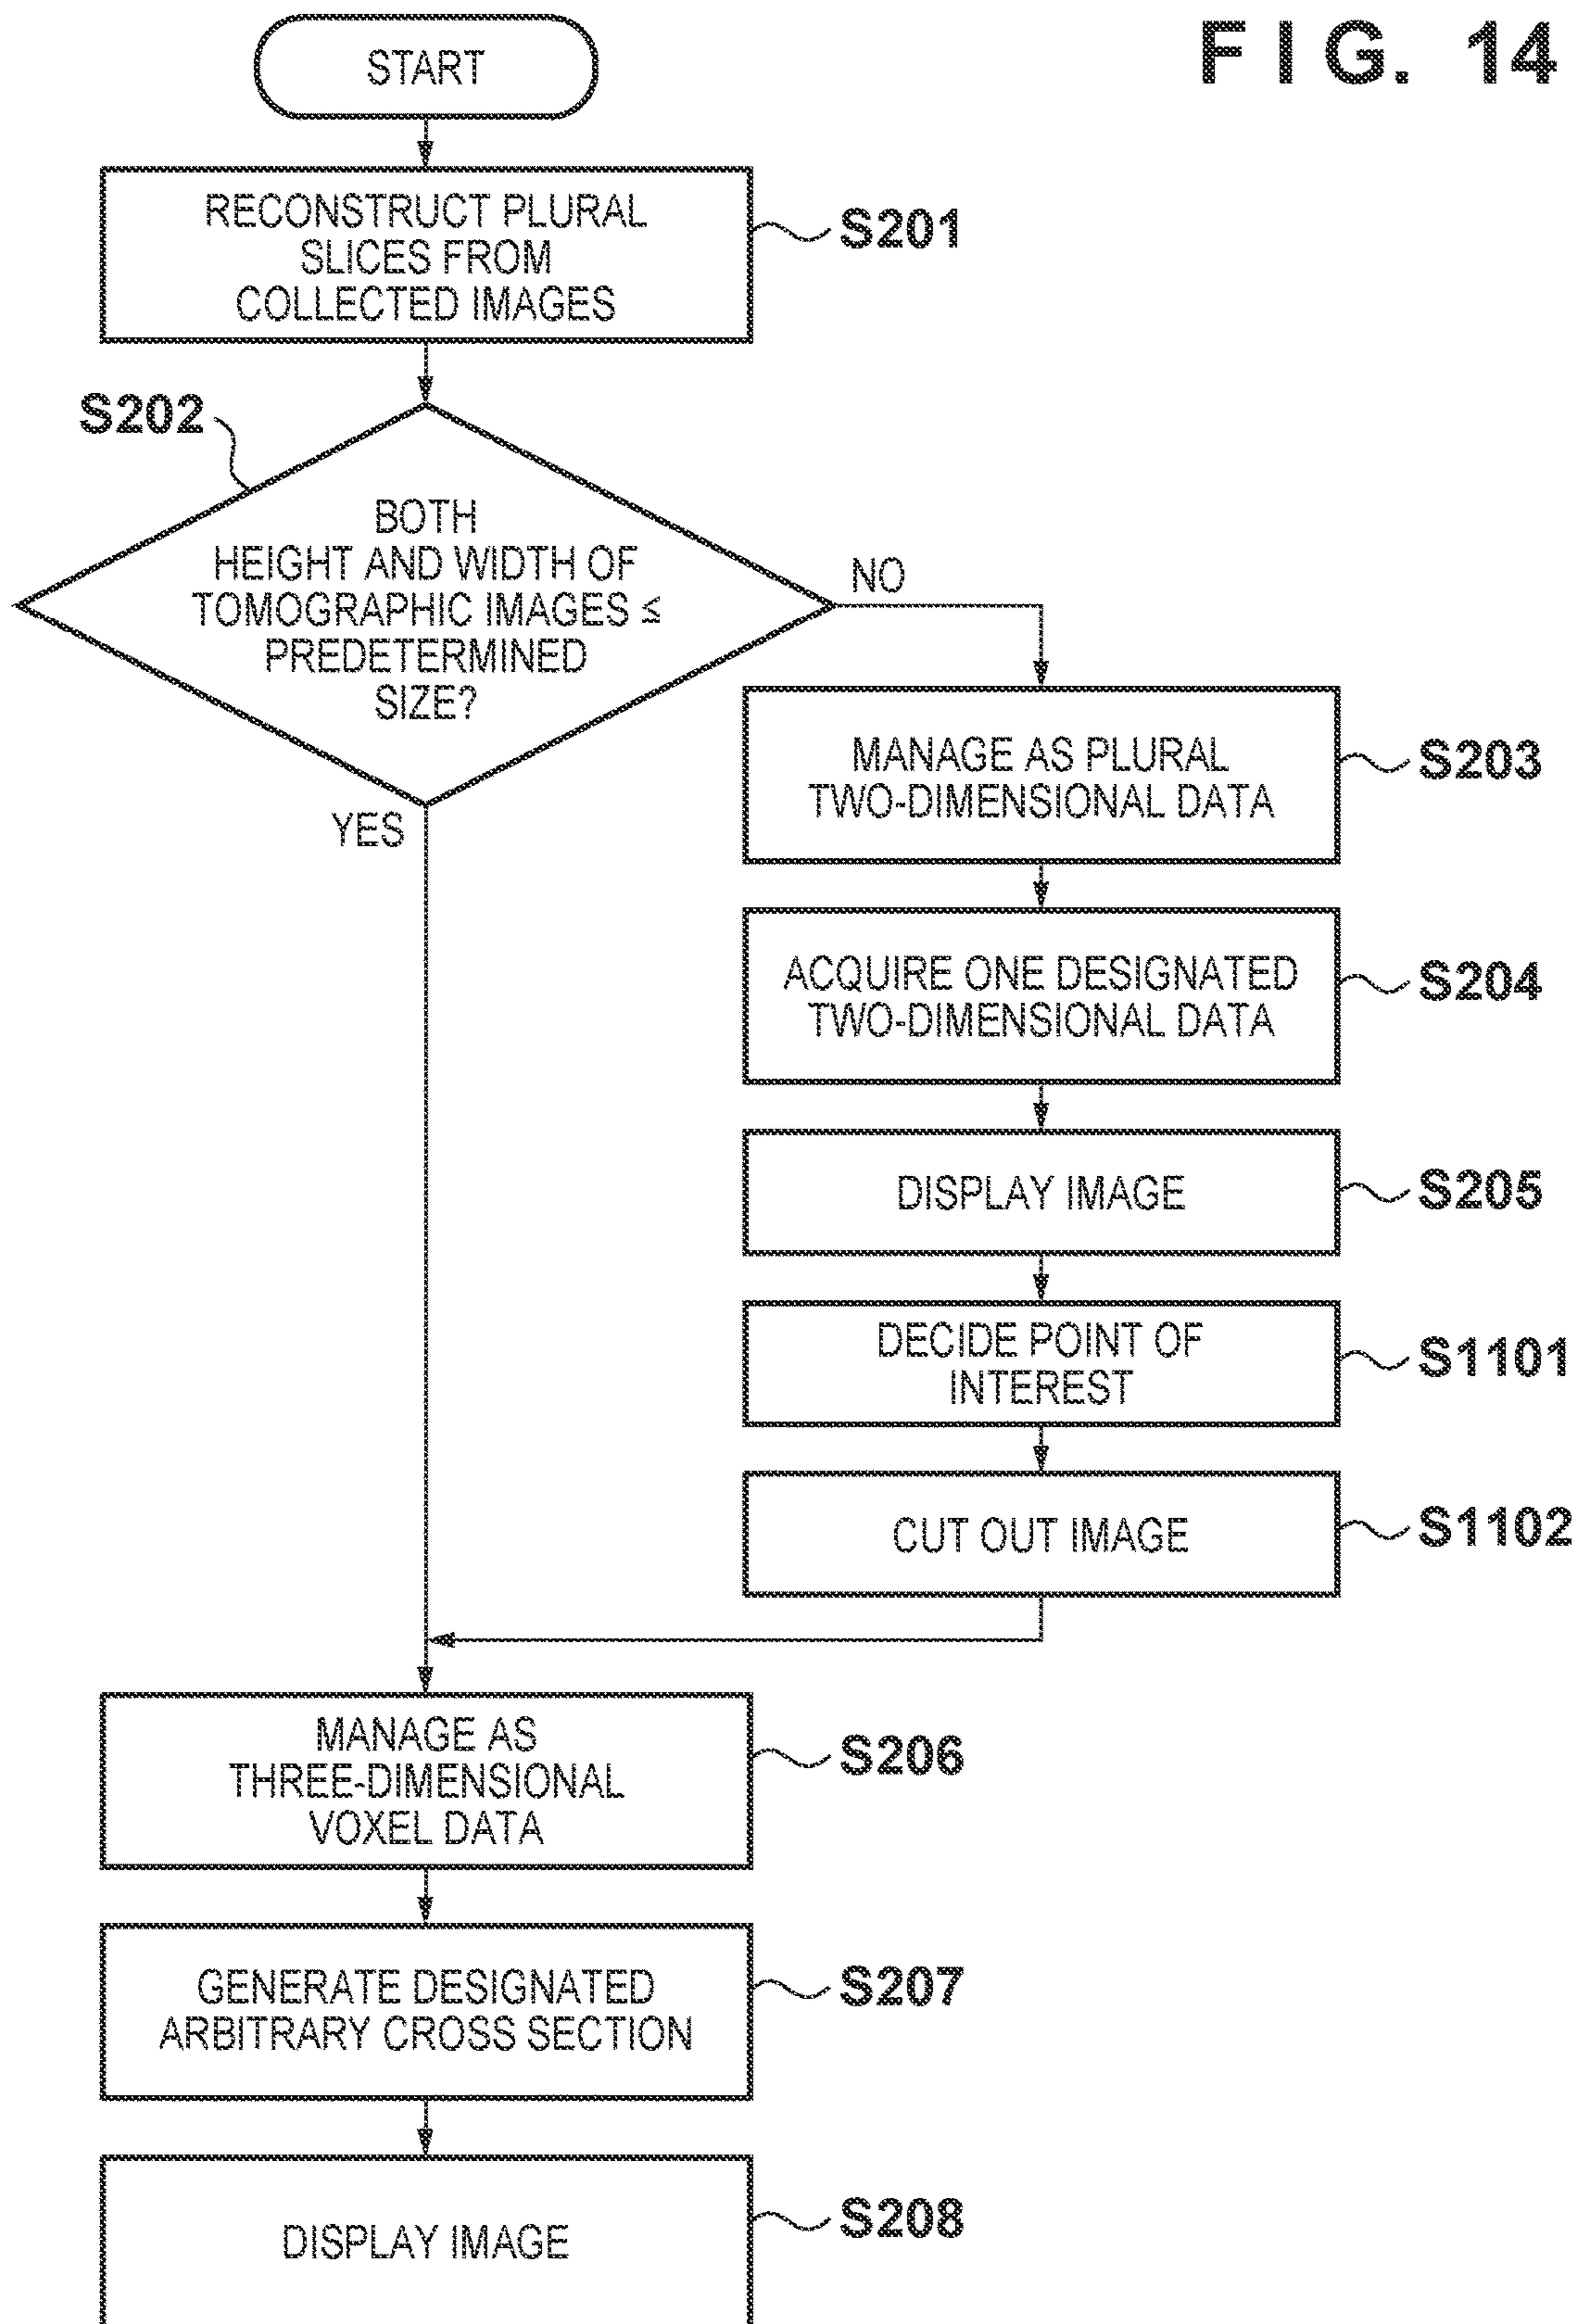 FIG. 14
START
RECONSTRUCT PLURAL
SLICES FROM
COLLECTED IMAGES
S201
S202
BOTH
HEIGHT AND WIDTH OF
TOMOGRAPHIC IMAGES ≤
PREDETERMINED
SIZE?
NO
YES
MANAGE AS PLURAL
TWO-DIMENSIONAL DATA
S203
ACQUIRE ONE DESIGNATED
TWO-DIMENSIONAL DATA
S204
DISPLAY IMAGE
S205
DECIDE POINT OF
INTEREST
S1101
CUT OUT IMAGE
S1102
MANAGE AS
THREE-DIMENSIONAL
VOXEL DATA
S206
GENERATE DESIGNATED
ARBITRARY CROSS SECTION
S207
DISPLAY IMAGE
S208